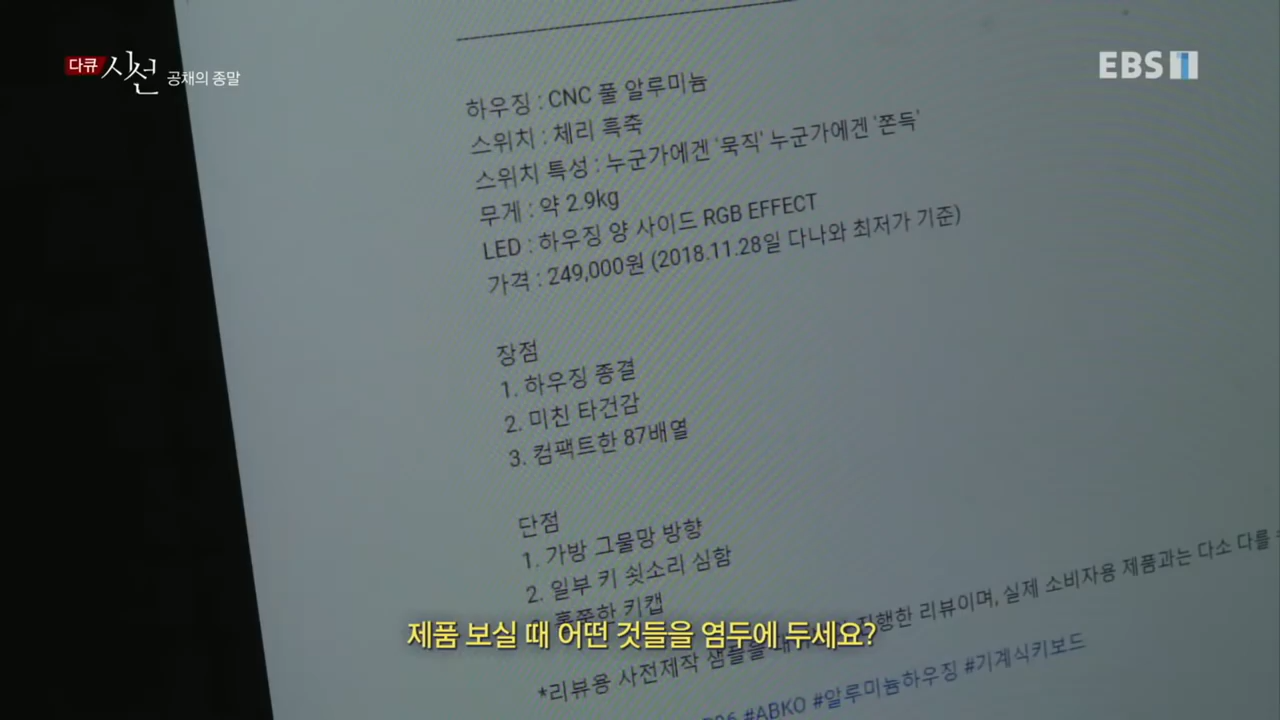 다큐 시선 공채의 종말
EBS 1
하우징 : CNC 풀 알루미늄
스위치 : 체리 흑축
스위치 특성 : 누군가에겐 '묵직' 누군가에겐 '쫀득'
무게 : 약 2.9kg
LED : 하우징 양 사이드 RGB EFFECT
가격 : 249,000원 (2018.11.28일 다나와 최저가 기준)
장점
1. 하우징 종결
2. 미친 타건감
3. 컴팩트한 87배열
단점
1. 가방 그물망 방향
2. 일부 키 쇳소리 심함
키캡
제품 보실 때 어떤 것들을 염두에 두세요?
*리뷰용 사전제작 샘플을 진행한 리뷰이며, 실제 소비자용 제품과는 다소 다를
#ABKO #알루미늄하우징 #기계식키보드